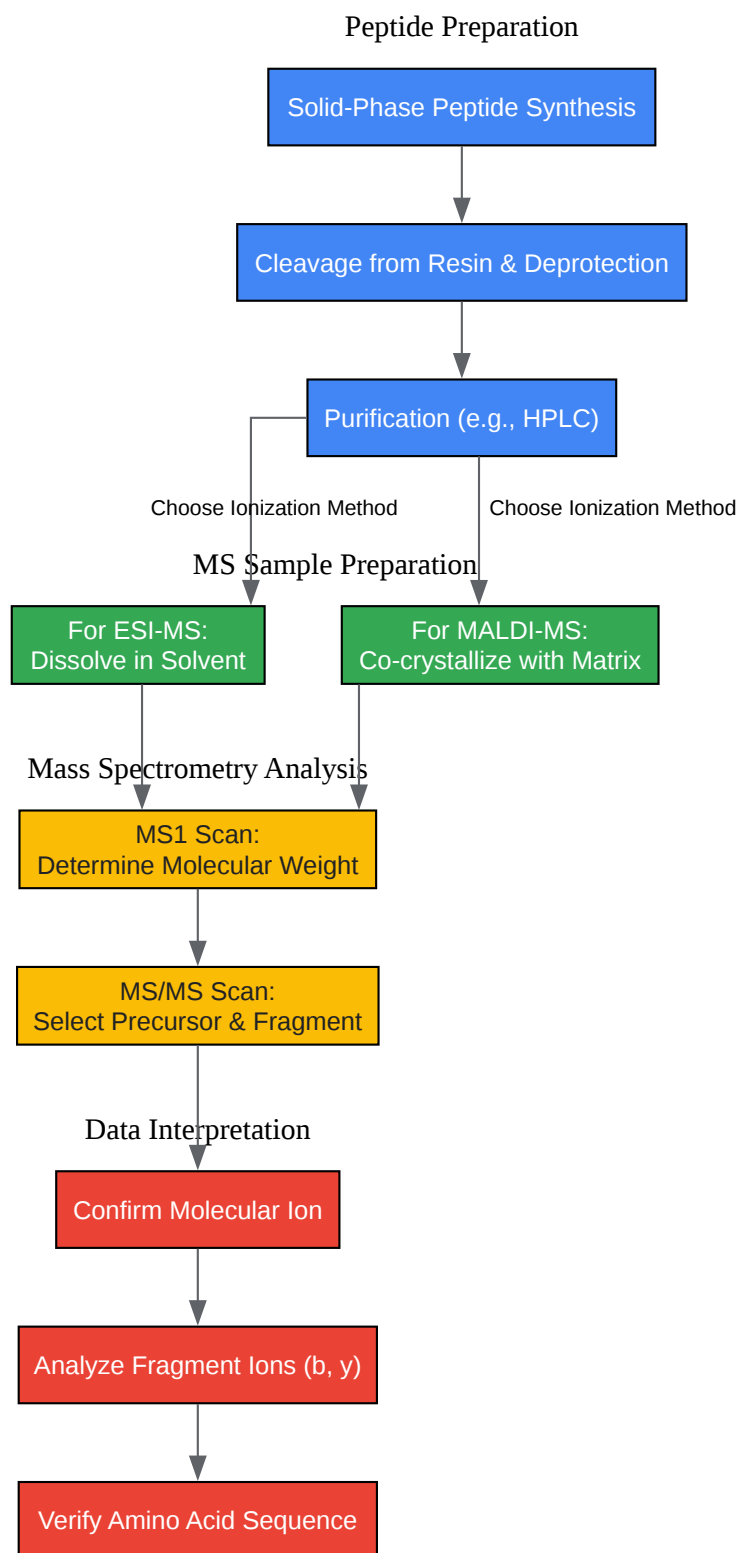 Peptide Preparation
Solid-Phase Peptide Synthesis
Cleavage from Resin & Deprotection
Purification (e.g., HPLC)
Choose Ionization Method
Choose Ionization Method
MS Sample Preparation
For ESI-MS:
Dissolve in Solvent
For MALDI-MS:
Co-crystallize with Matrix
Mass Spectrometry Analysis
MS1 Scan:
Determine Molecular Weight
MS/MS Scan:
Select Precursor & Fragment
Data Interpretation
Confirm Molecular Ion
Analyze Fragment Ions (b, y)
Verify Amino Acid Sequence